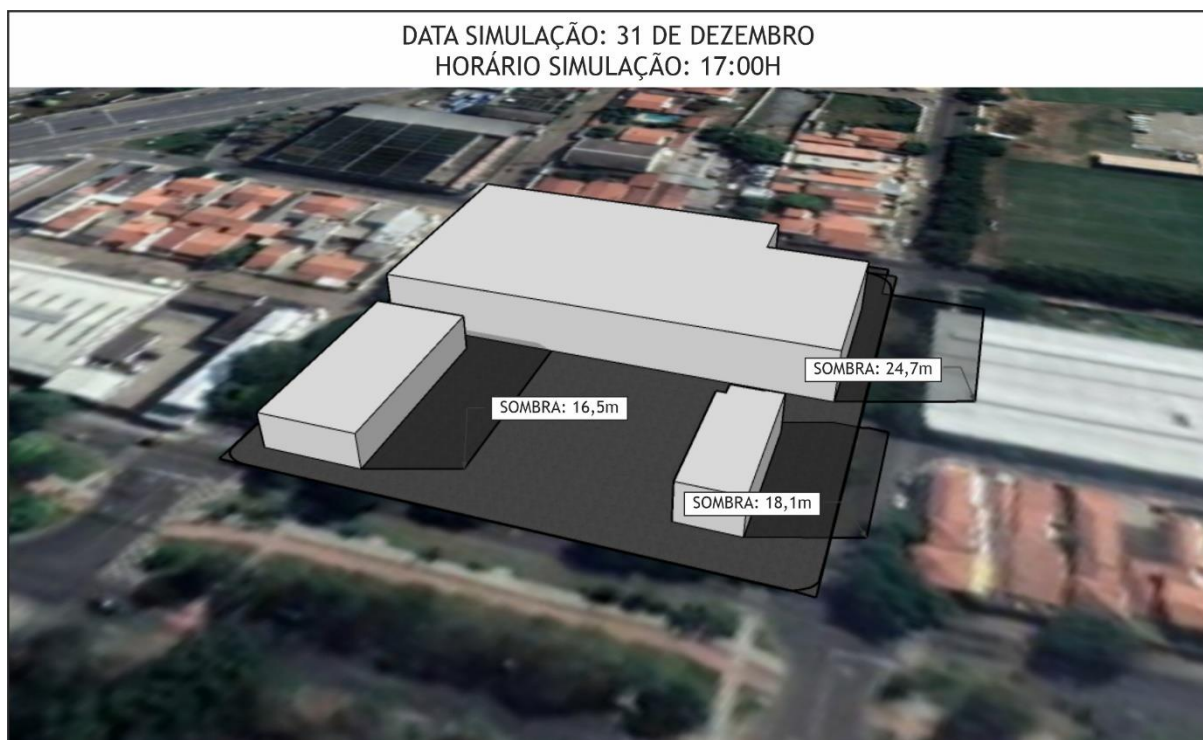 DATA SIMULAÇÃO: 31 DE DEZEMBRO
HORÁRIO SIMULAÇÃO: 17:00H
SOMBRA: 24,7m
SOMBRA: 16,5m
SOMBRA: 18,1m